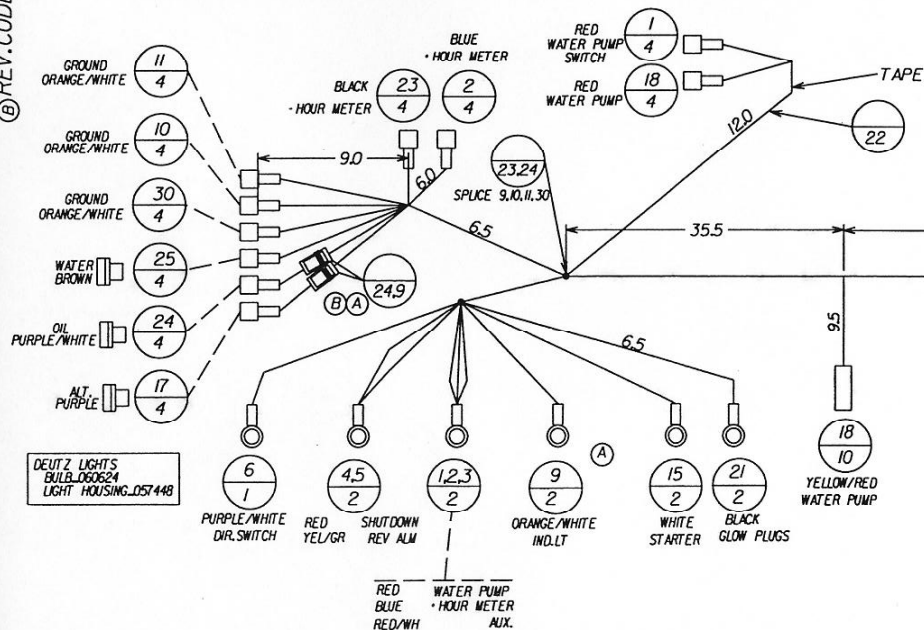 (B) REV. CODE
GROUND
ORANGE/WHITE
11
4
GROUND
ORANGE/WHITE
10
4
GROUND
ORANGE/WHITE
30
4
WATER
BROWN
25
4
OIL
PURPLE/WHITE
24
4
ALT.
PURPLE
17
4
DEUTZ LIGHTS
BULB_060624
LIGHT HOUSING_057448
9.0
BLACK
- HOUR METER
23
4
BLUE
+ HOUR METER
2
4
6.0
6.5
24,9
B A
23,24
SPLICE 9,10,11,30
RED
WATER PUMP
SWITCH
1
4
RED
WATER PUMP
18
4
TAPE
12.0
22
35.5
9.5
18
10
YELLOW/RED
WATER PUMP
6.5
6
1
PURPLE/WHITE
DIR. SWITCH
4,5
2
RED SHUTDOWN
YEL/GR REV ALM
1,2,3
2
RED WATER PUMP
BLUE + HOUR METER
RED/WH AUX.
9
2
A
ORANGE/WHITE
IND.LT
15
2
WHITE
STARTER
21
2
BLACK
GLOW PLUGS